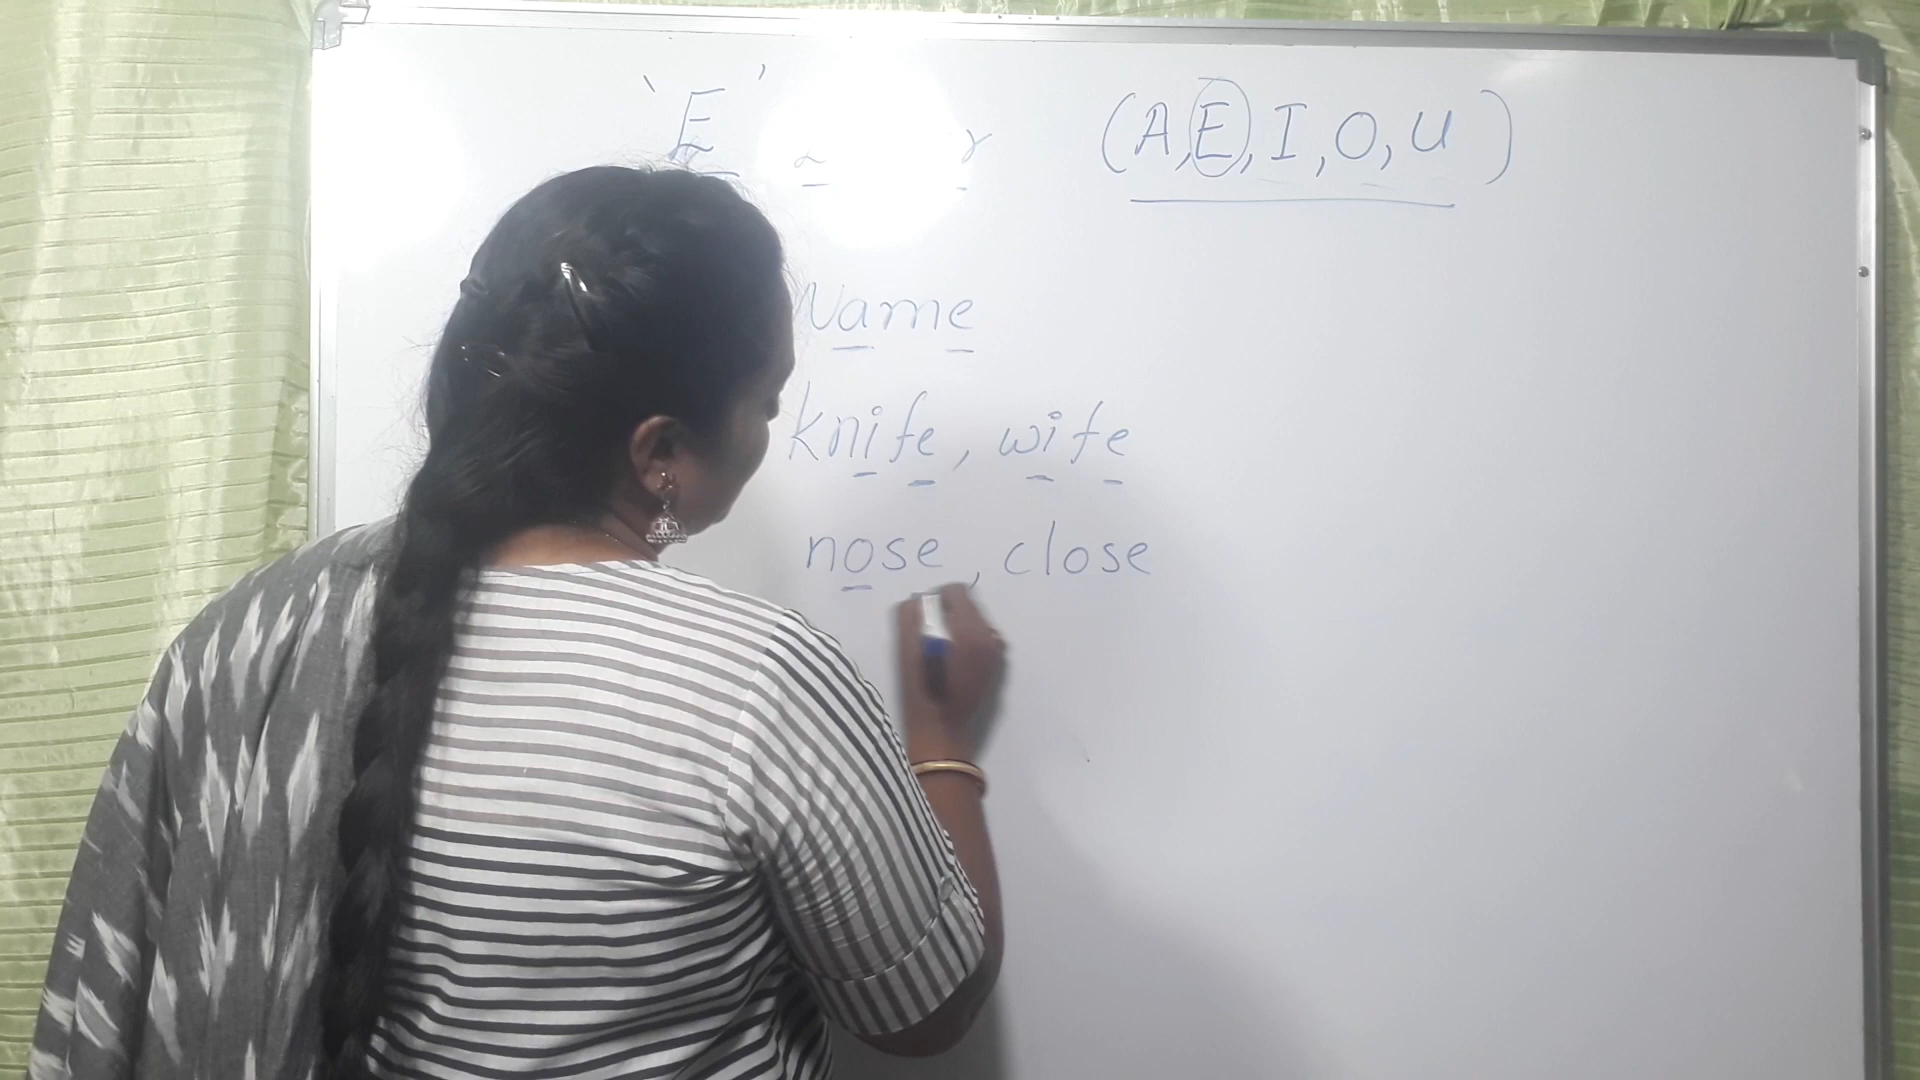 'E' (A, E, I, O, U)
Name
knife, wife
nose, close